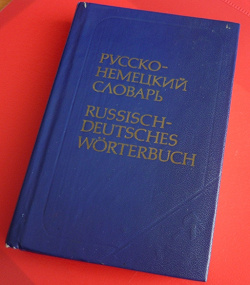 РУССКО-
НЕМЕЦКИЙ
СЛОВАРЬ
RUSSISCH-
DEUTSCHES
WÖRTERBUCH